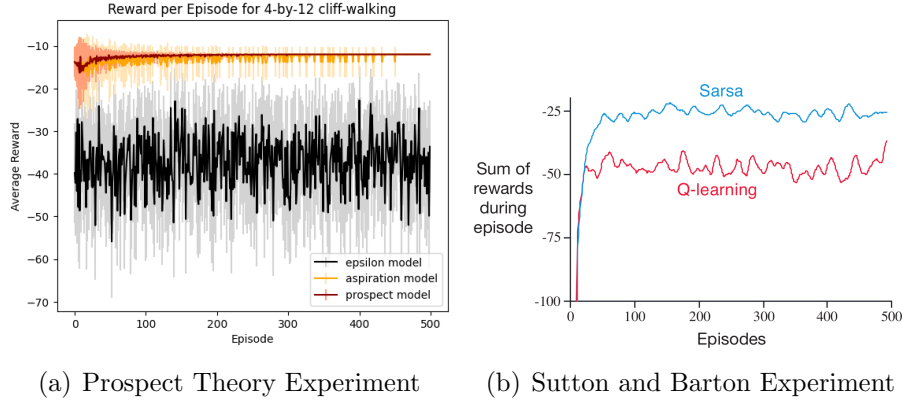 Reward per Episode for 4-by-12 cliff-walking
Average Reward
−10
−20
−30
−40
−50
−60
−70
0
100
200
300
400
500
Episode
epsilon model
aspiration model
prospect model
(a) Prospect Theory Experiment
Sum of
rewards
during
episode
-25
-50
-75
-100
Sarsa
Q-learning
0
100
200
300
400
500
Episodes
(b) Sutton and Barton Experiment